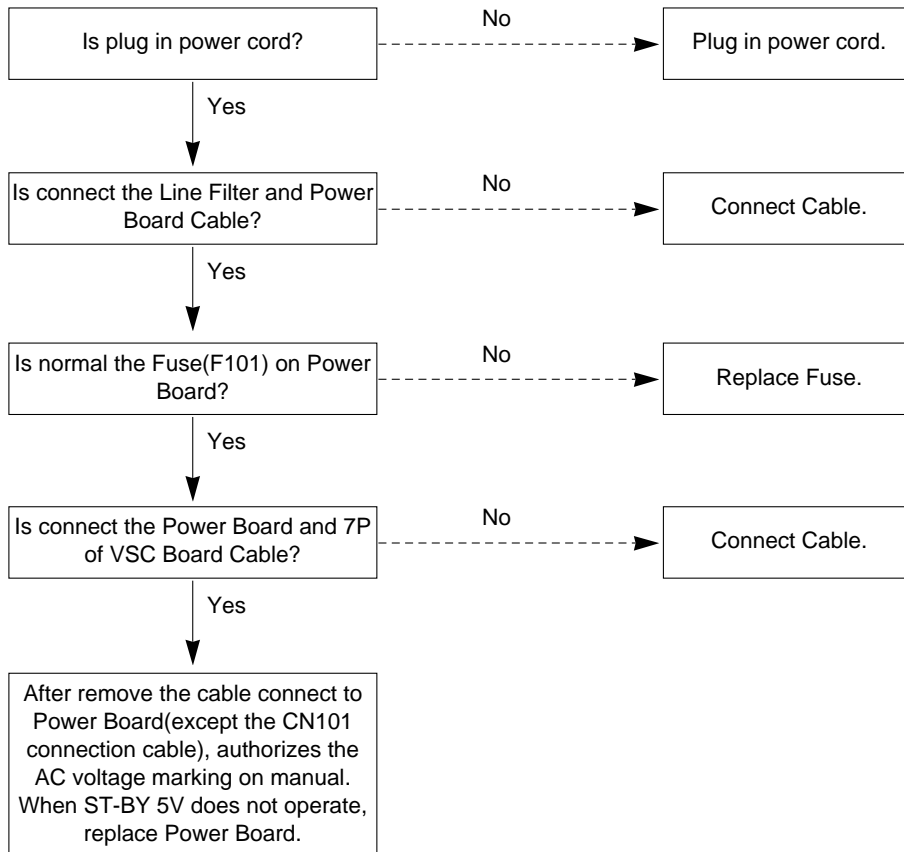 Is plug in power cord?
No
Plug in power cord.
Yes
Is connect the Line Filter and Power
Board Cable?
No
Connect Cable.
Yes
Is normal the Fuse(F101) on Power
Board?
No
Replace Fuse.
Yes
Is connect the Power Board and 7P
of VSC Board Cable?
No
Connect Cable.
Yes
After remove the cable connect to
Power Board(except the CN101
connection cable), authorizes the
AC voltage marking on manual.
When ST-BY 5V does not operate,
replace Power Board.